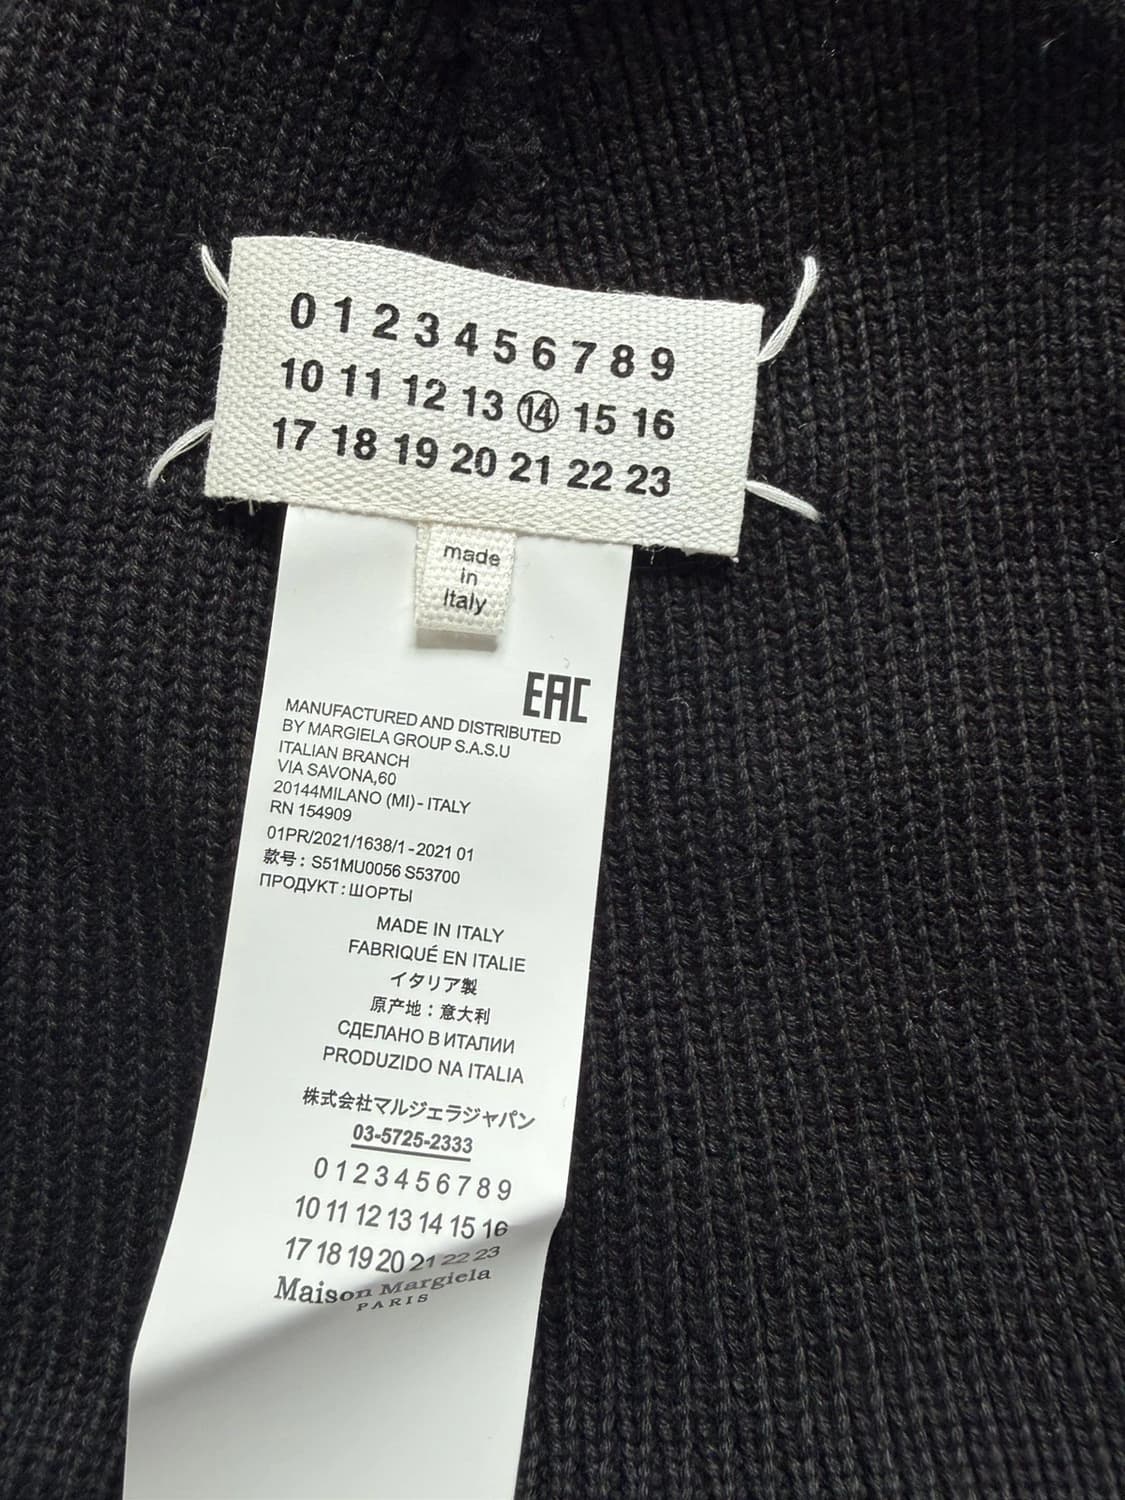 0 1 2 3 4 5 6 7 8 9
10 11 12 13 14 15 16
17 18 19 20 21 22 23
made
in
Italy
EAC
MANUFACTURED AND DISTRIBUTED
BY MARGIELA GROUP S.A.S.U
ITALIAN BRANCH
VIA SAVONA,60
20144MILANO (MI) - ITALY
RN 154909
01PR/2021/1638/1 - 2021 01
款号 : S51MU0056 S53700
ПРОДУКТ : ШОРТЫ
MADE IN ITALY
FABRIQUÉ EN ITALIE
イタリア製
原产地 : 意大利
СДЕЛАНО В ИТАЛИИ
PRODUZIDO NA ITALIA
株式会社マルジェラジャパン
03-5725-2333
0 1 2 3 4 5 6 7 8 9
10 11 12 13 14 15 16
17 18 19 20 21 22 23
Maison Margiela
PARIS